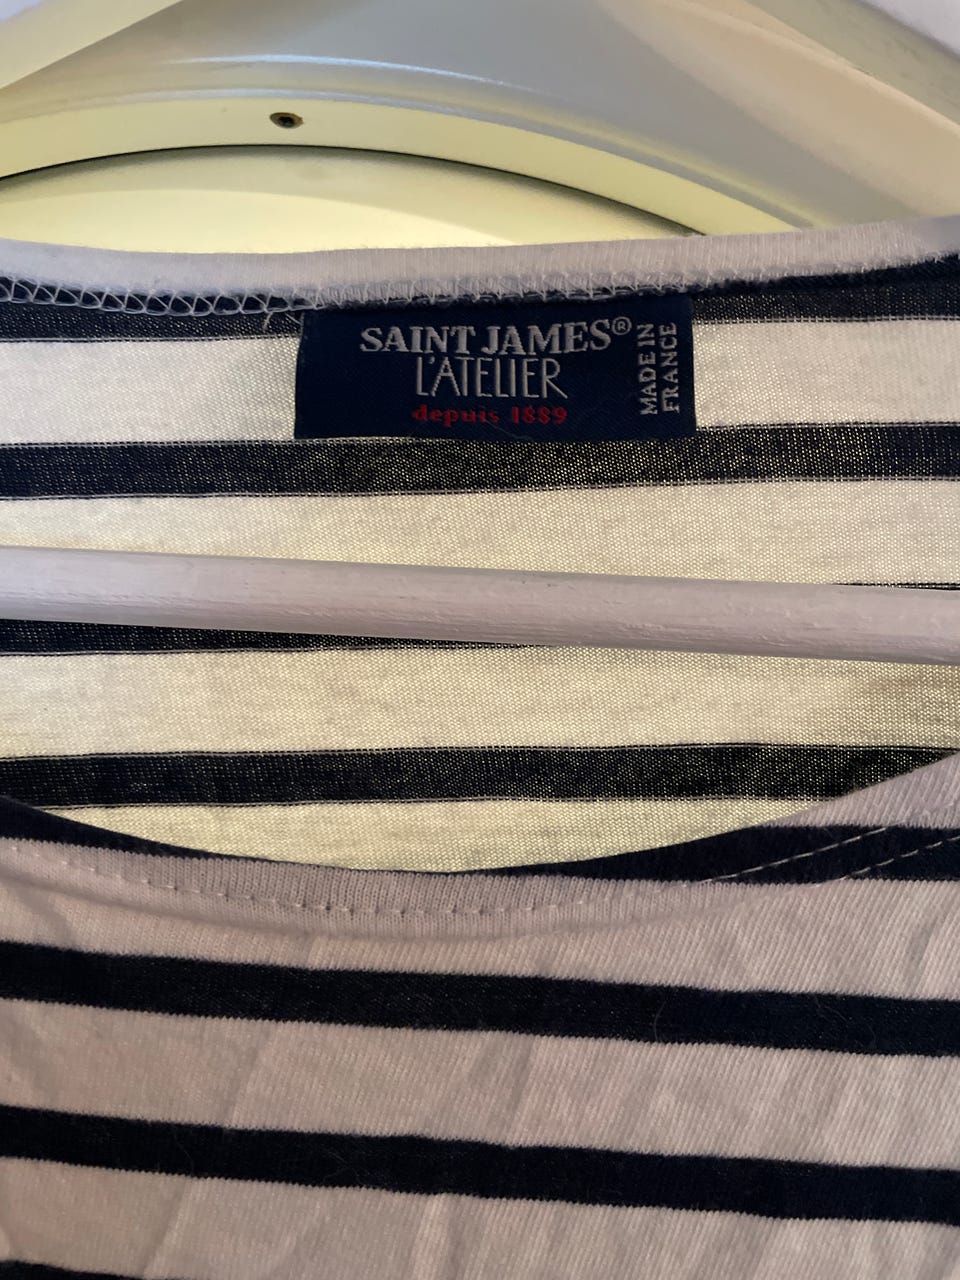 SAINT JAMES®
L'ATELIER
depuis 1889
MADE IN
FRANCE